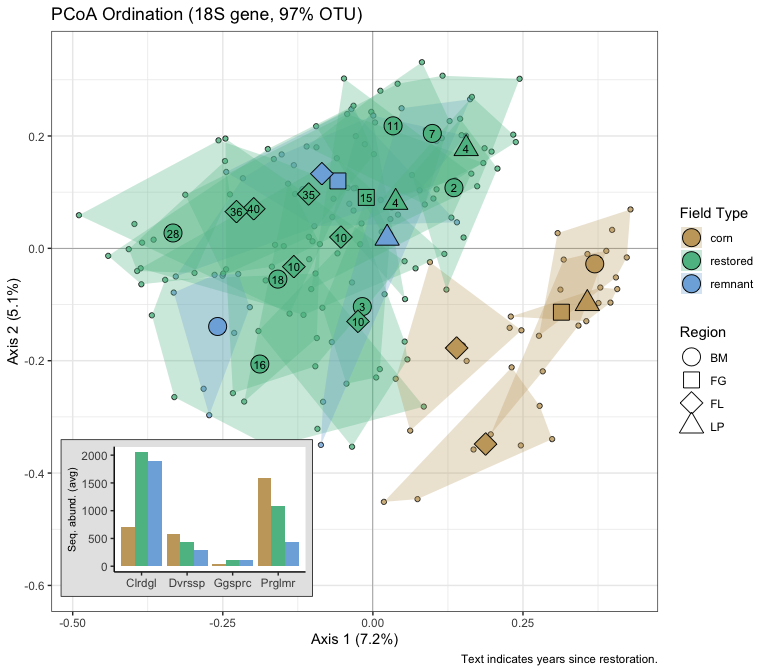 PCoA Ordination (18S gene, 97% OTU)
Axis 2 (5.1%)
0.2
0.0
-0.2
-0.4
-0.6
11
7
4
2
35
15
4
36
40
28
10
10
18
3
10
16
Seq. abund. (avg)
2000
1500
1000
500
0
Clrdgl Dvrssp Ggsprc Prglmr
-0.50 -0.25 0.00 0.25
Axis 1 (7.2%)
Text indicates years since restoration.
Field Type
corn
restored
remnant
Region
BM
FG
FL
LP